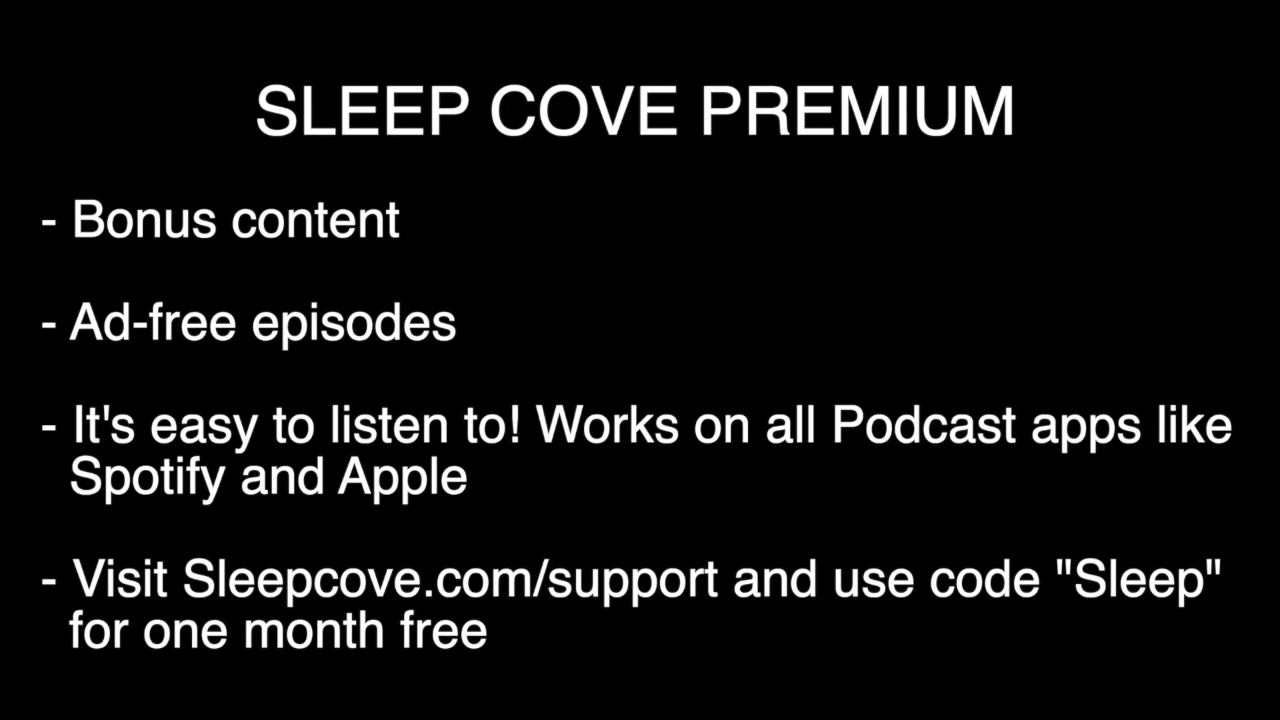 SLEEP COVE PREMIUM
- Bonus content
- Ad-free episodes
- It's easy to listen to! Works on all Podcast apps like
Spotify and Apple
- Visit Sleepcove.com/support and use code "Sleep"
for one month free